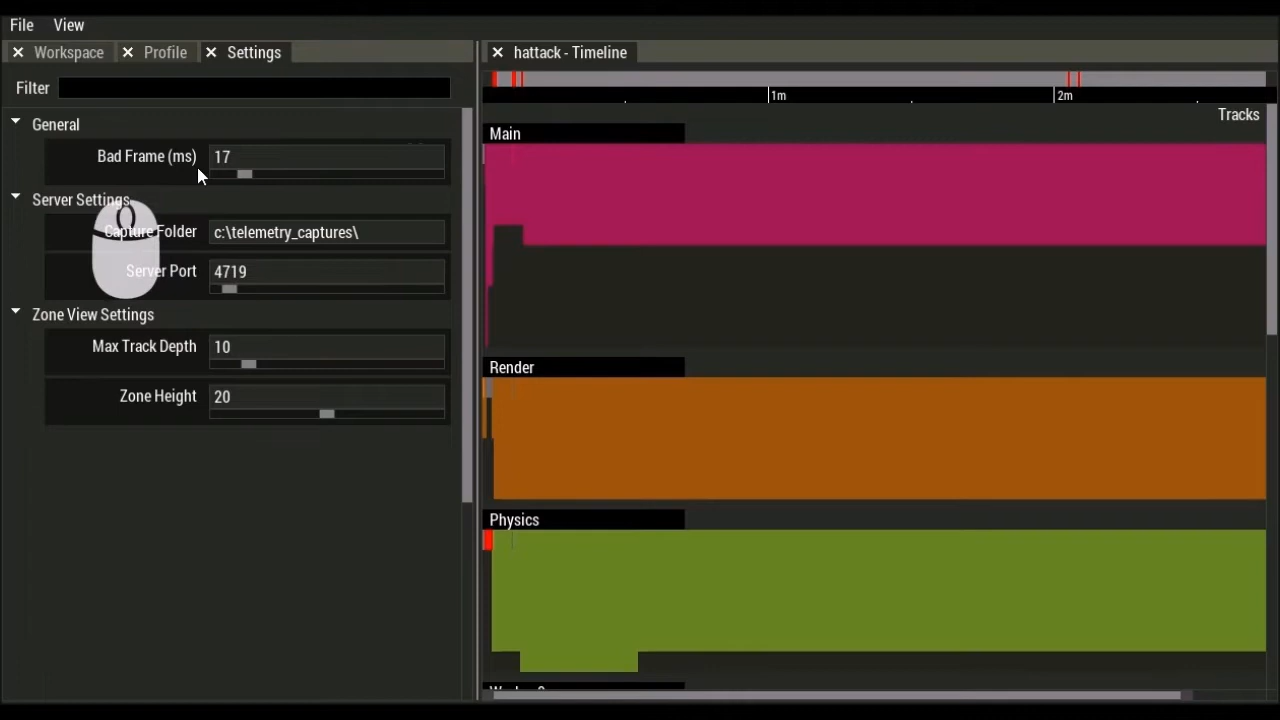 File View
Workspace Profile Settings
Filter
General
Bad Frame (ms) 17
Server Settings
Capture Folder c:\telemetry_captures\
Server Port 4719
Zone View Settings
Max Track Depth 10
Zone Height 20
hattack - Timeline
1m 2m
Tracks
Main
Render
Physics